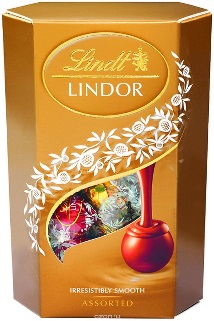 Lindt
LINDOR
IRRESISTIBLY SMOOTH
ASSORTED